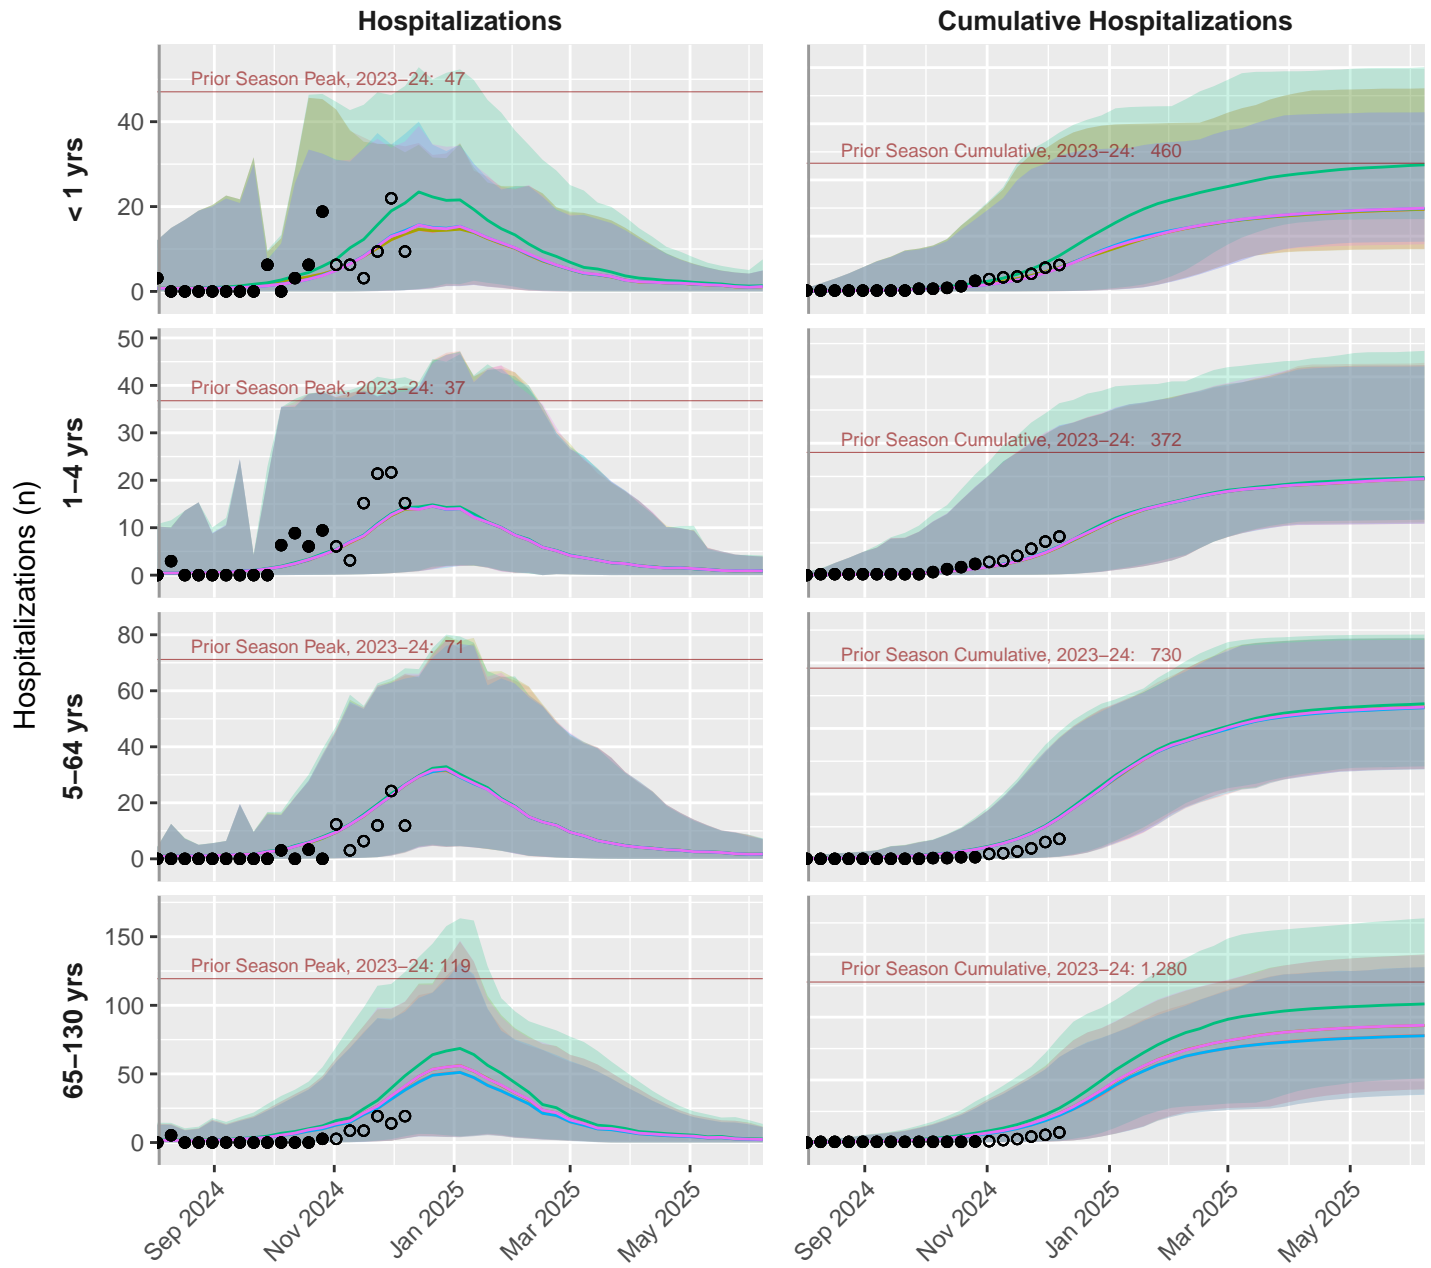 Hospitalizations
Cumulative Hospitalizations
Hospitalizations (n)
< 1 yrs
40
20
0
Prior Season Peak, 2023–24: 47
Prior Season Cumulative, 2023–24: 460
1–4 yrs
50
40
30
20
10
0
Prior Season Peak, 2023–24: 37
Prior Season Cumulative, 2023–24: 372
5–64 yrs
80
60
40
20
0
Prior Season Peak, 2023–24: 71
Prior Season Cumulative, 2023–24: 730
65–130 yrs
150
100
50
0
Prior Season Peak, 2023–24: 119
Prior Season Cumulative, 2023–24: 1,280
Sep 2024
Nov 2024
Jan 2025
Mar 2025
May 2025
Sep 2024
Nov 2024
Jan 2025
Mar 2025
May 2025